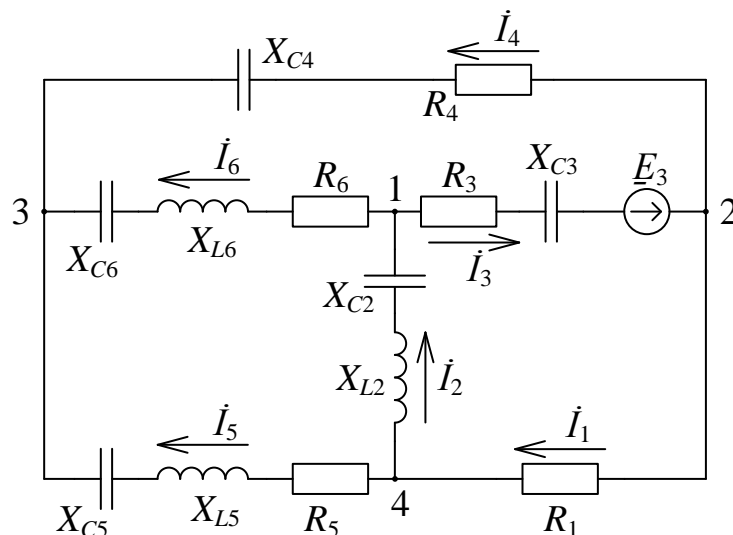 X_C4
İ_4
R_4
İ_6
R_6
1
R_3
X_C3
E_3
3
2
X_C6
X_L6
X_C2
İ_3
X_L2
İ_2
İ_5
İ_1
X_C5
X_L5
R_5
4
R_1